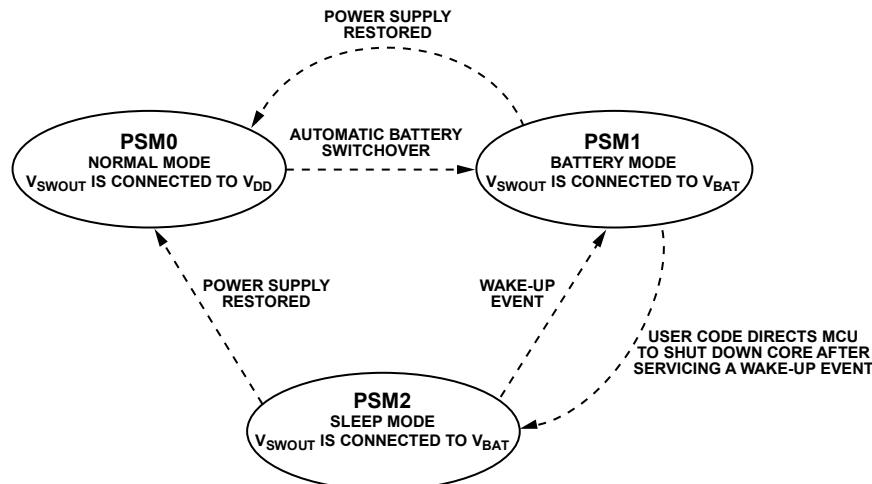 POWER SUPPLY
RESTORED
PSM0
NORMAL MODE
VSWOUT IS CONNECTED TO VDD
AUTOMATIC BATTERY
SWITCHOVER
PSM1
BATTERY MODE
VSWOUT IS CONNECTED TO VBAT
POWER SUPPLY
RESTORED
WAKE-UP
EVENT
USER CODE DIRECTS MCU
TO SHUT DOWN CORE AFTER
SERVICING A WAKE-UP EVENT
PSM2
SLEEP MODE
VSWOUT IS CONNECTED TO VBAT